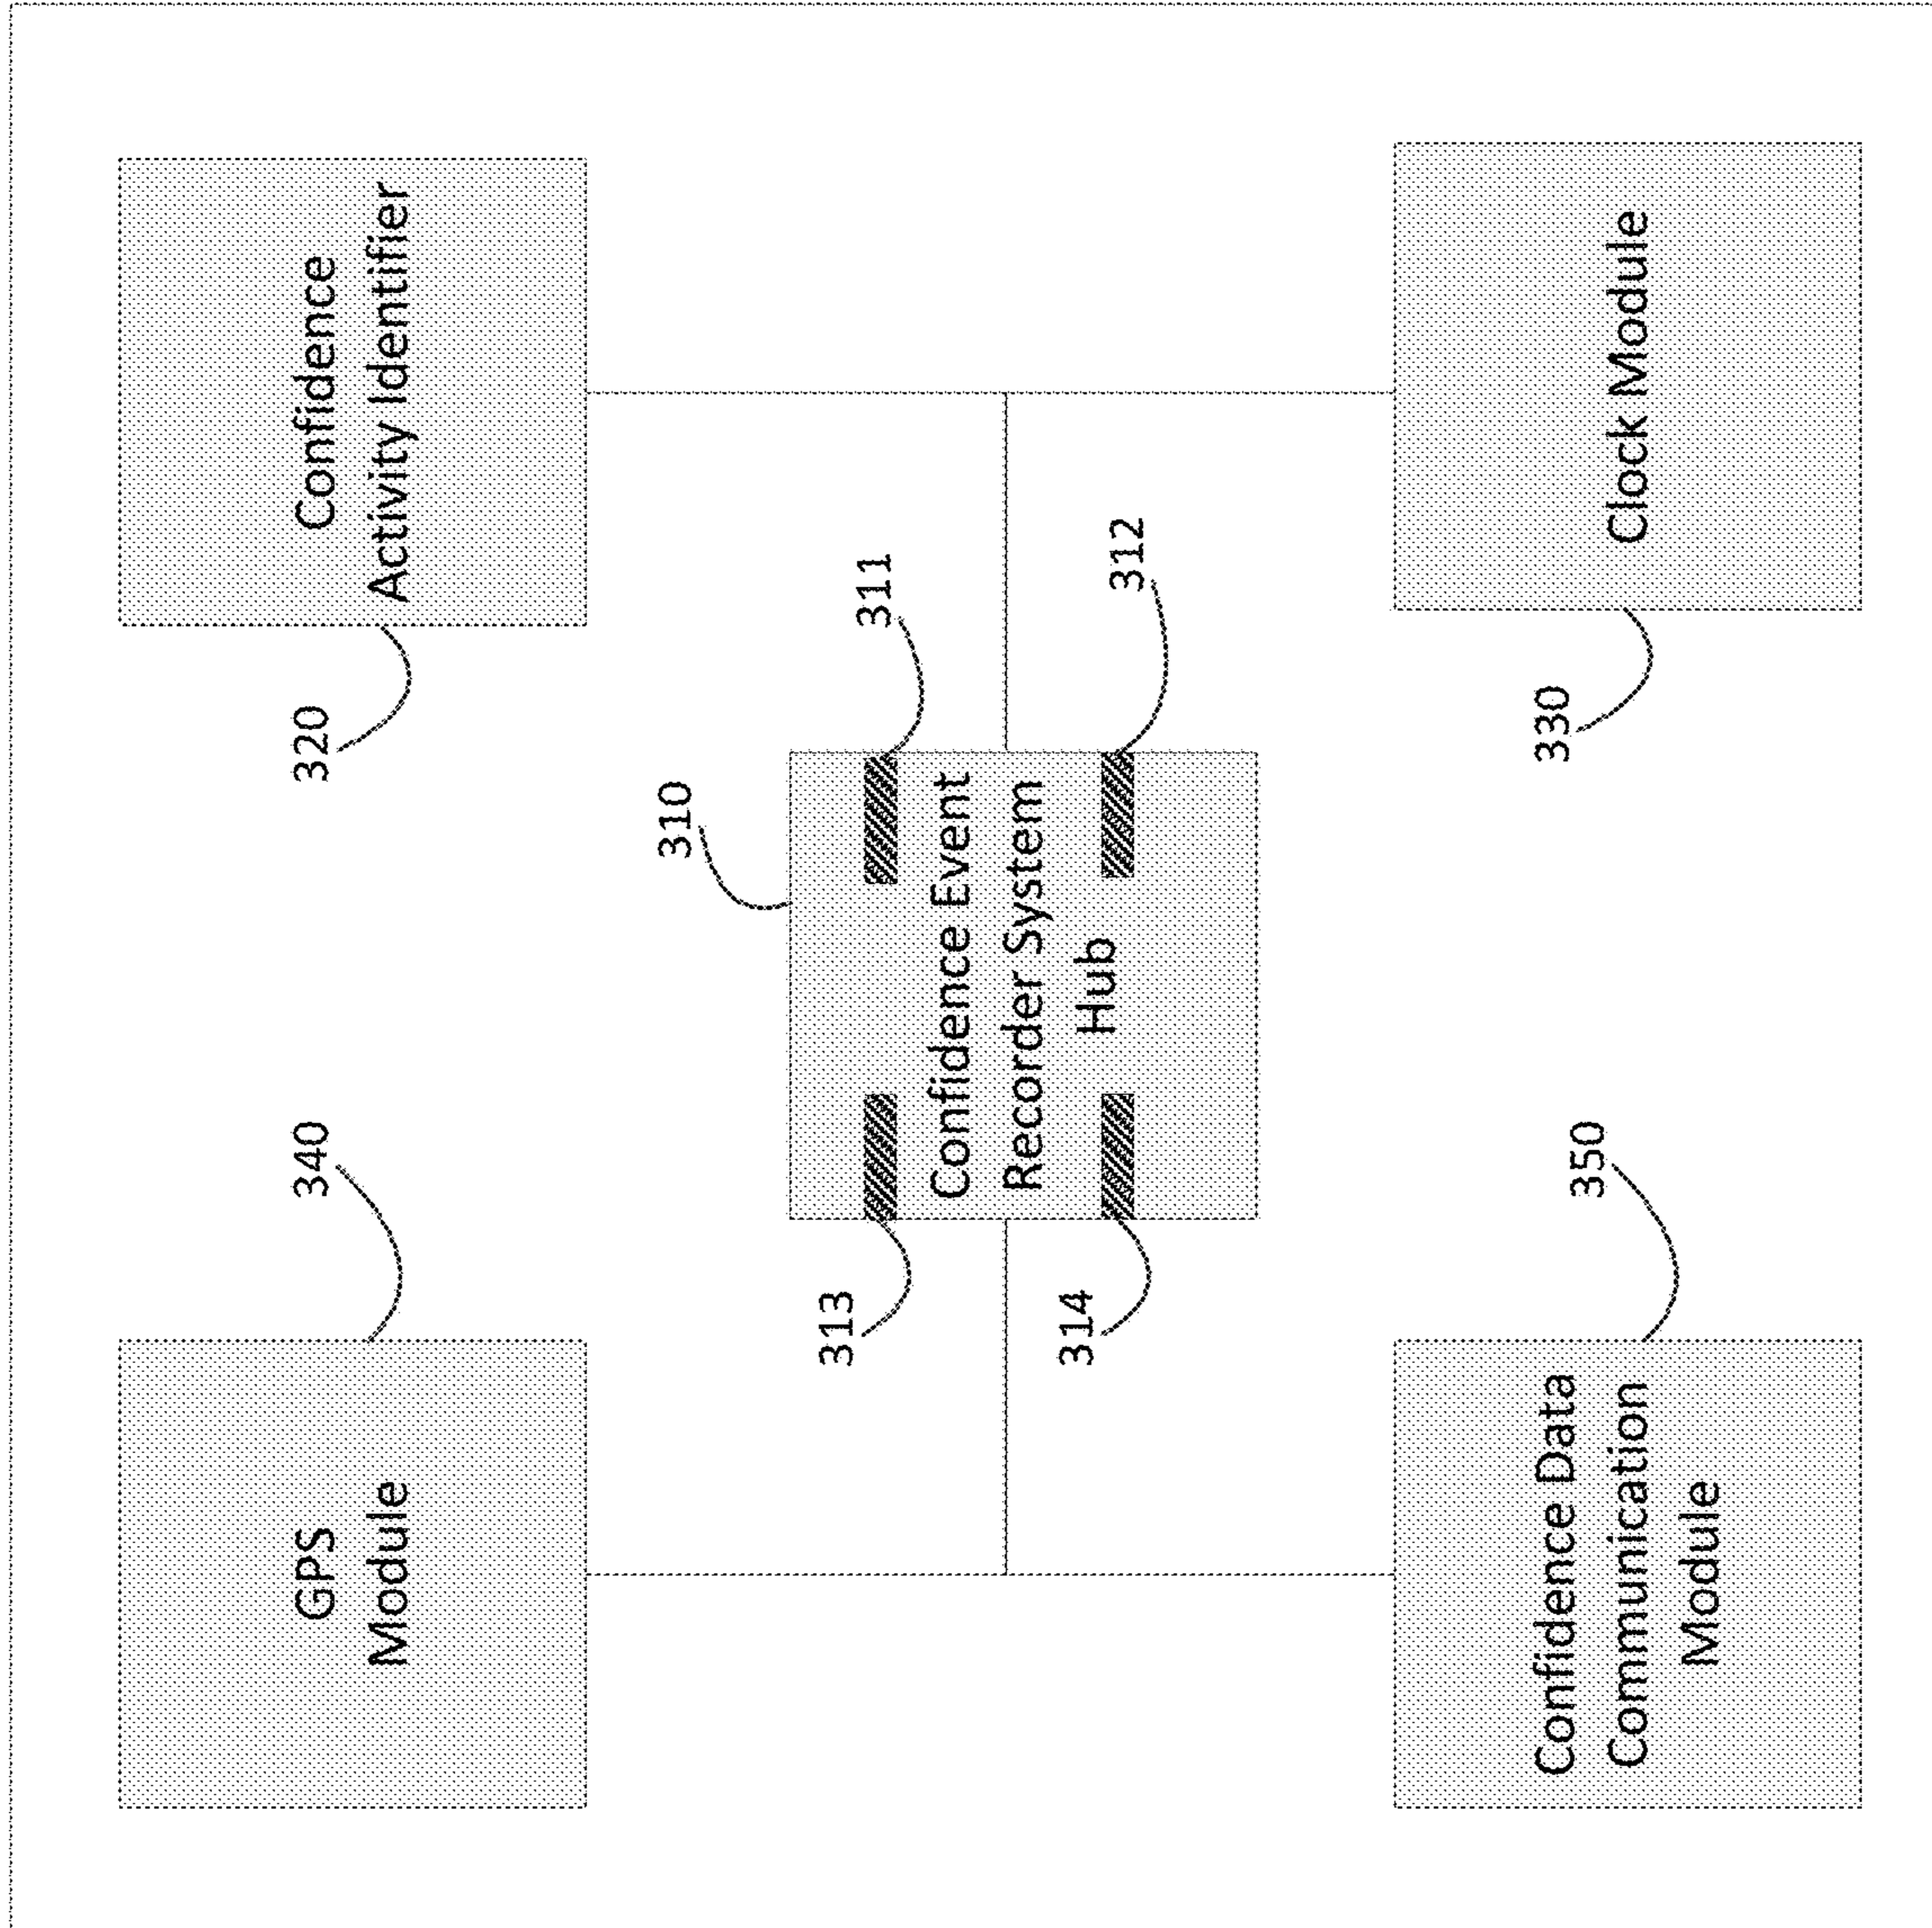 GPS
Module
340
320
Confidence
Activity Identifier
310
313
311
Confidence Event
Recorder System
Hub
314
312
Confidence Data
Communication
Module
350
330
Clock Module